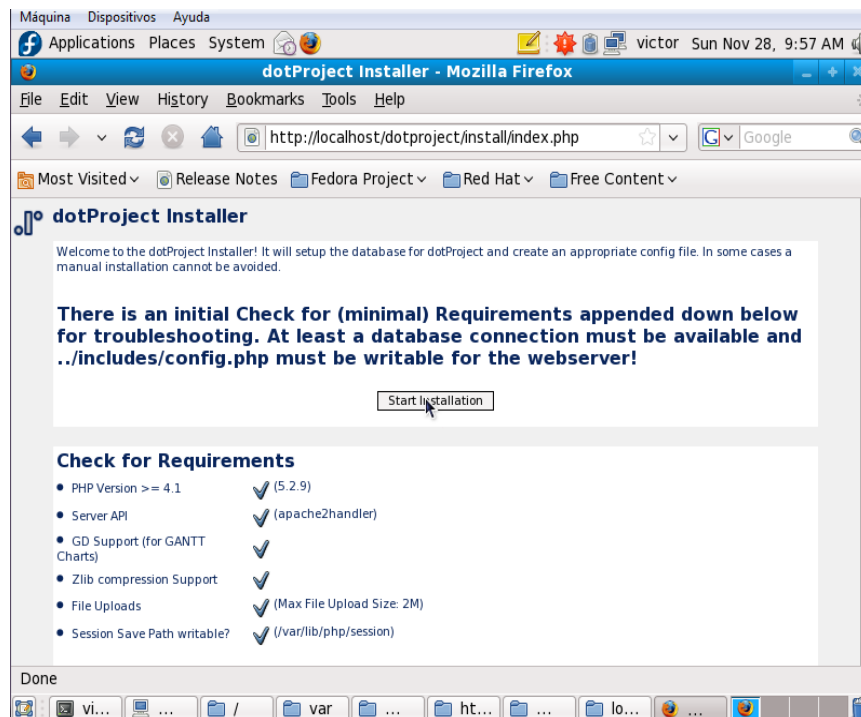 Máquina Dispositivos Ayuda
Applications Places System victor Sun Nov 28, 9:57 AM
dotProject Installer - Mozilla Firefox
File Edit View History Bookmarks Tools Help
http://localhost/dotproject/install/index.php G Google
Most Visited Release Notes Fedora Project Red Hat Free Content
dotProject Installer
Welcome to the dotProject Installer! It will setup the database for dotProject and create an appropriate config file. In some cases a
manual installation cannot be avoided.
There is an initial Check for (minimal) Requirements appended down below
for troubleshooting. At least a database connection must be available and
../includes/config.php must be writable for the webserver!
Start Installation
Check for Requirements
PHP Version >= 4.1 (5.2.9)
Server API (apache2handler)
GD Support (for GANTT
Charts)
Zlib compression Support
File Uploads (Max File Upload Size: 2M)
Session Save Path writable? (/var/lib/php/session)
Done
vi... ... / var ... ht... ... lo... ...